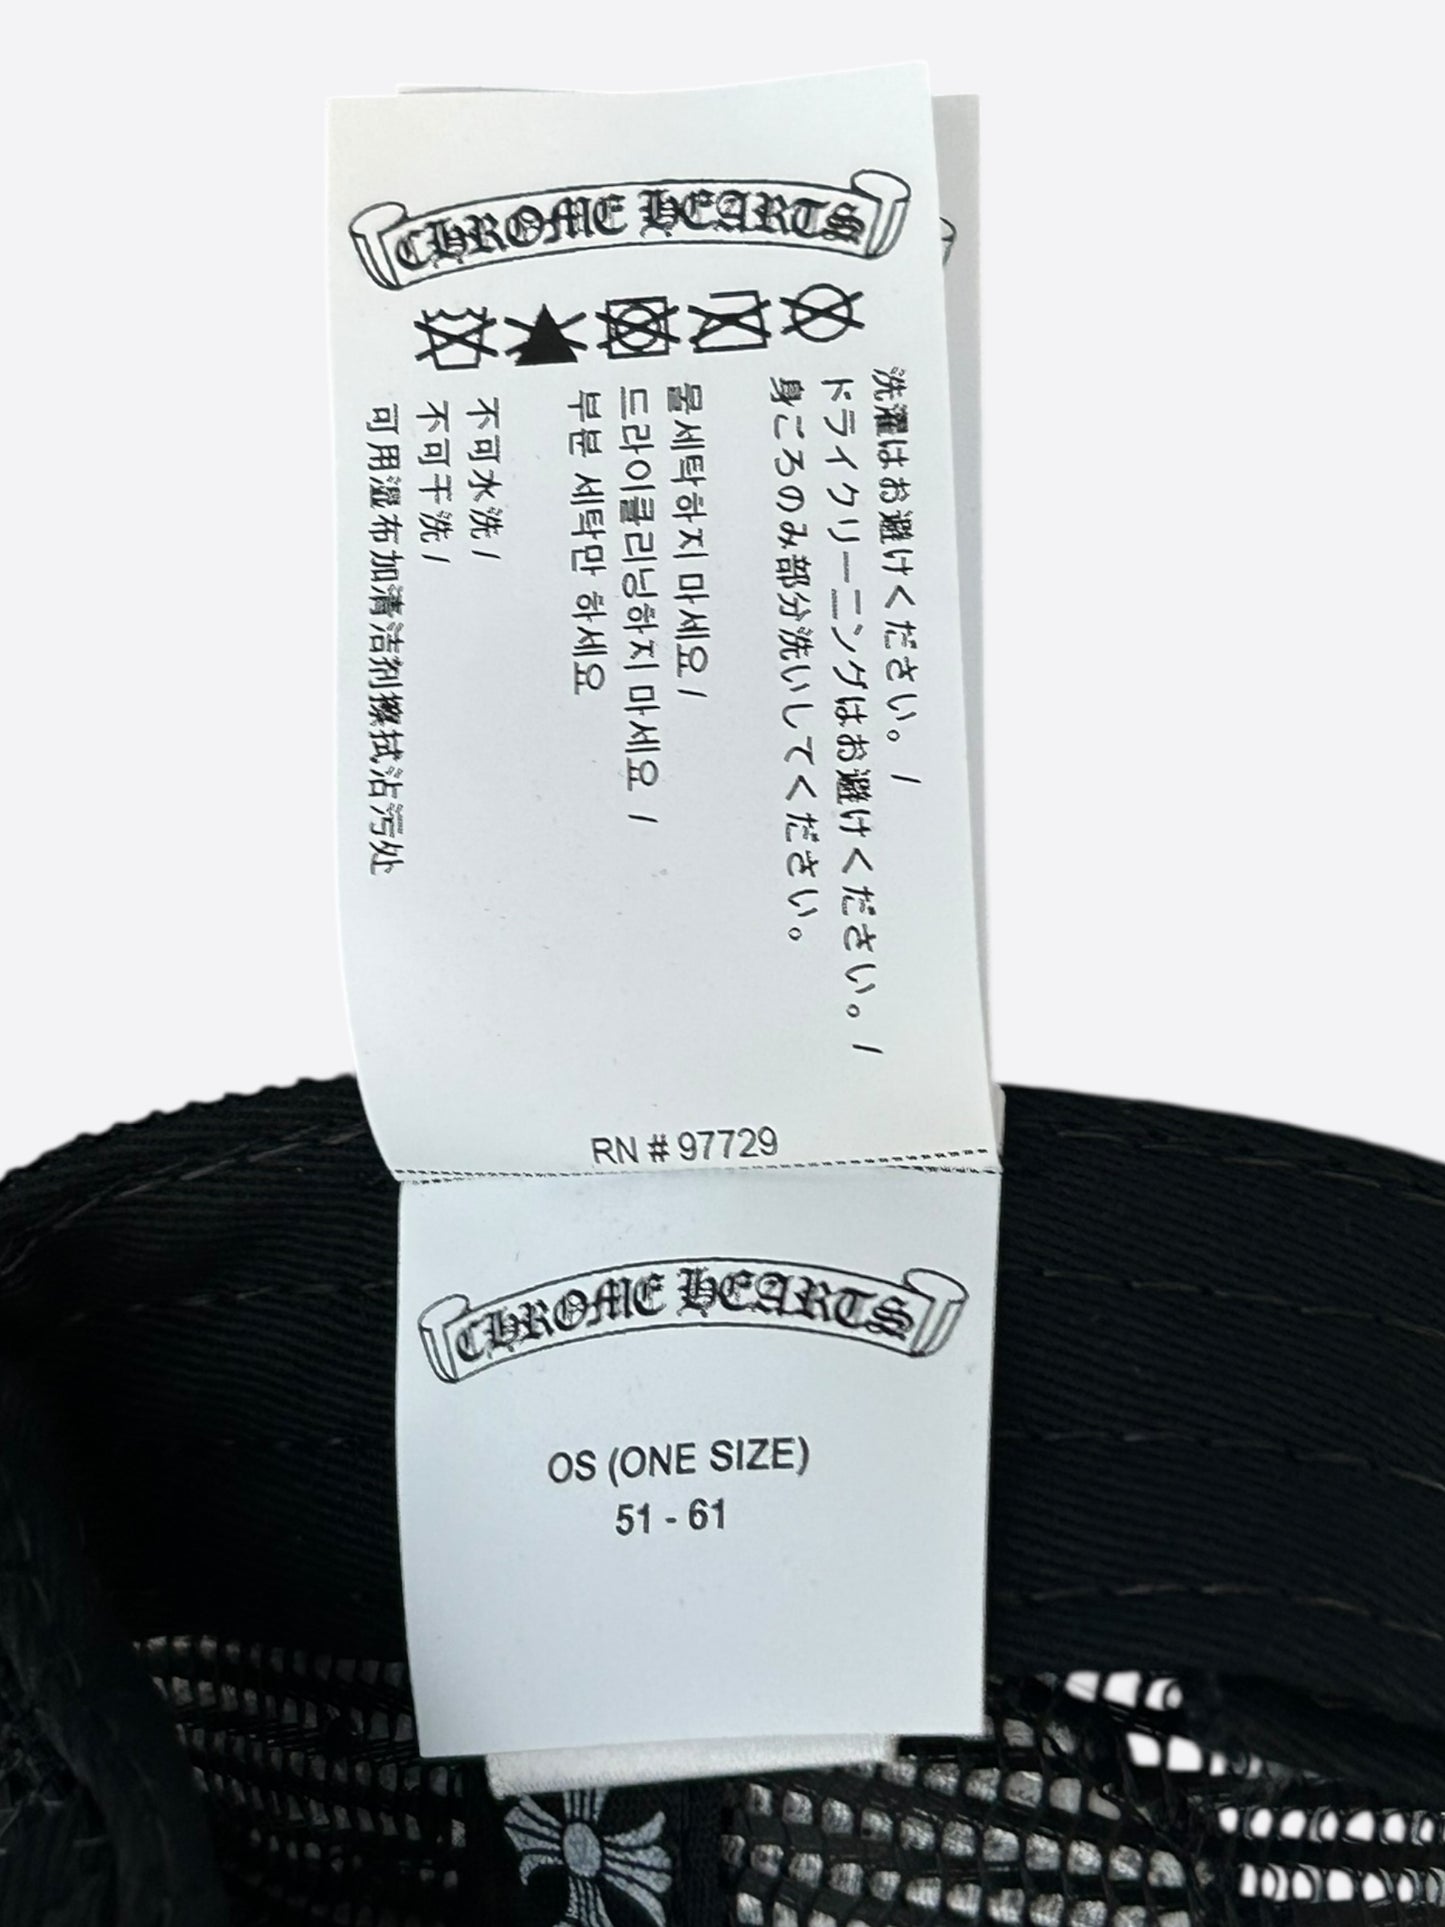 CHROME HEARTS
洗濯はお避けください。/
ドライクリーニングはお避けください。/
身ごろのみ部分洗いしてください。
물세탁하지 마세요/
드라이클리닝하지 마세요 /
부분 세탁만 하세요
不可水洗/
不可干洗/
可用湿布加清洁剂擦拭沾污处
RN # 97729
CHROME HEARTS
OS (ONE SIZE)
51 - 61